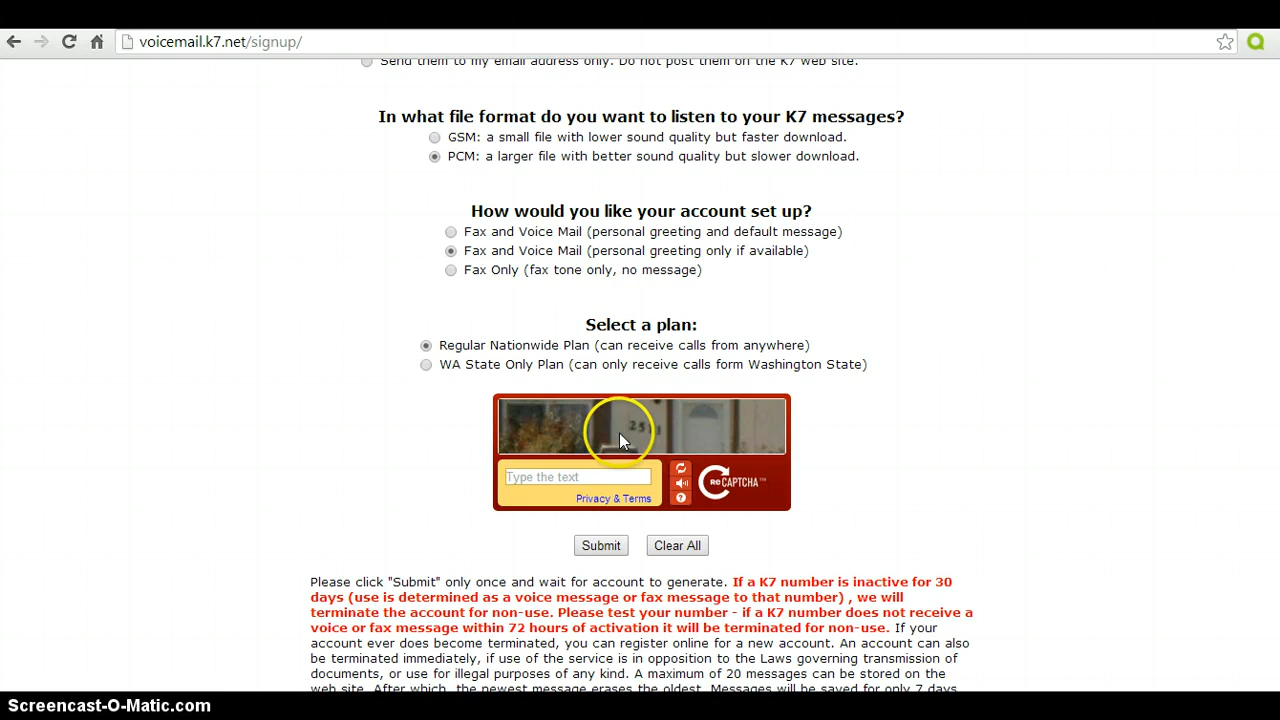 voicemail.k7.net/signup/
Send them to my email address only. Do not post them on the K7 web site.
In what file format do you want to listen to your K7 messages?
GSM: a small file with lower sound quality but faster download.
PCM: a larger file with better sound quality but slower download.
How would you like your account set up?
Fax and Voice Mail (personal greeting and default message)
Fax and Voice Mail (personal greeting only if available)
Fax Only (fax tone only, no message)
Select a plan:
Regular Nationwide Plan (can receive calls from anywhere)
WA State Only Plan (can only receive calls form Washington State)
Type the text
Privacy & Terms
reCAPTCHA™
Submit Clear All
Please click "Submit" only once and wait for account to generate. If a K7 number is inactive for 30
days (use is determined as a voice message or fax message to that number) , we will
terminate the account for non-use. Please test your number - if a K7 number does not receive a
voice or fax message within 72 hours of activation it will be terminated for non-use. If your
account ever does become terminated, you can register online for a new account. An account can also
be terminated immediately, if use of the service is in opposition to the Laws governing transmission of
documents, or use for illegal purposes of any kind. A maximum of 20 messages can be stored on the
web site. After which, the newest message erases the oldest. Messages will be saved for only 7 days
Screencast-O-Matic.com